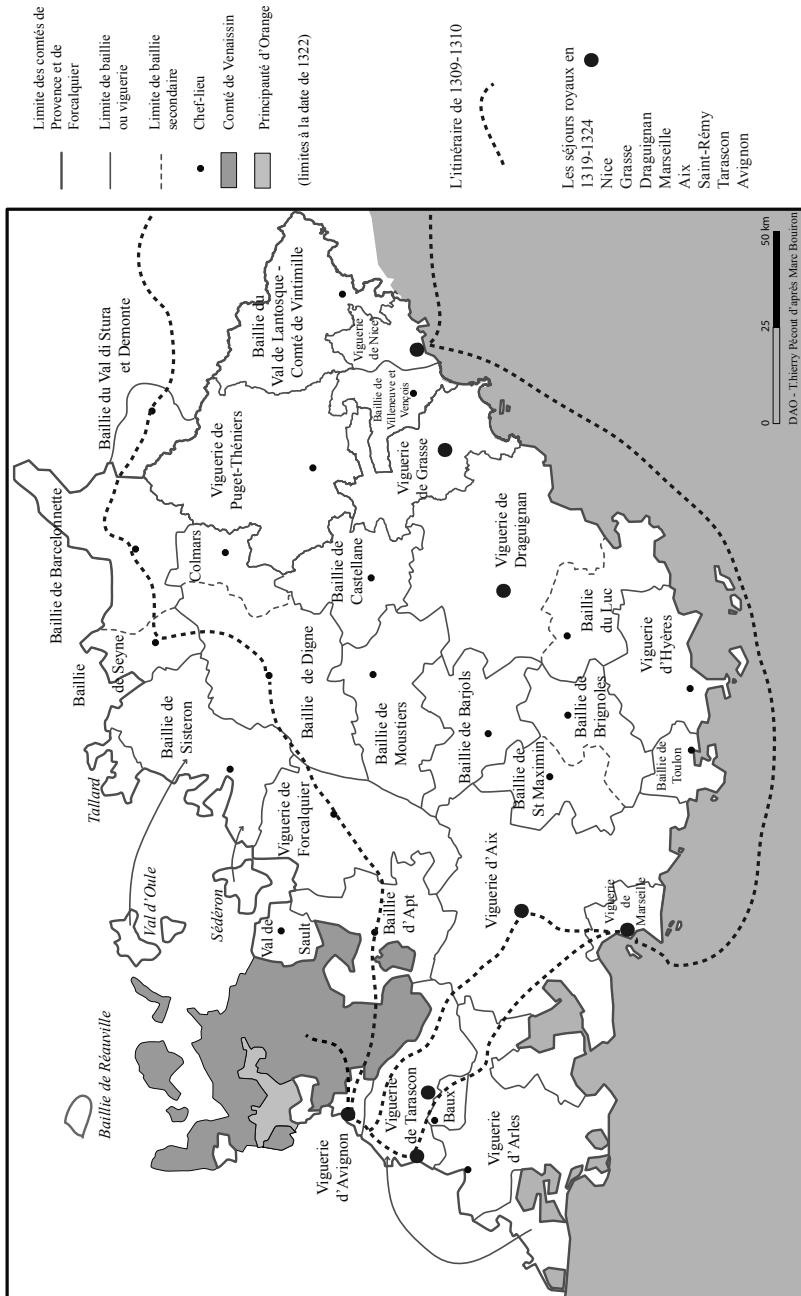 Limite des comtés de
Provence et de
Forcalquier
Limite de baillie
ou viguerie
Limite de baillie
secondaire
Chef-lieu
Comté de Venaissin
Principauté d'Orange
(limites à la date de 1322)
L'itinéraire de 1309-1310
Les séjours royaux en
1319-1324
Nice
Grasse
Draguignan
Marseille
Aix
Saint-Rémy
Tarascon
Avignon
Baillie de Réauville
Val d'Oule
Sédéron
Tallard
Baillie
de Seyne
Baillie de Barcelonnette
Baillie du Val di Stura
et Demonte
Baillie de
Sisteron
Colmars
Viguerie de
Puget-Théniers
Baillie du
Val de Lantosque -
Comté de Vintimille
Val de
Sault
Viguerie de
Forcalquier
Baillie de Digne
Baillie de
Castellane
Baillie de
Villeneuve et
Vençois
Viguerie
de Nice
Viguerie
d'Avignon
Baillie
d'Apt
Baillie de
Moustiers
Viguerie
de Grasse
Viguerie
de Tarascon
Baux
Viguerie d'Aix
Baillie de Barjols
Viguerie de
Draguignan
Viguerie
d'Arles
Baillie de
St Maximin
Baillie de
Brignoles
Baillie
du Luc
Viguerie
de
Marseille
Baillie de
Toulon
Viguerie
d'Hyères
0 25 50 km
DAO - T.hierry Pécout d'après Marc Bouiron